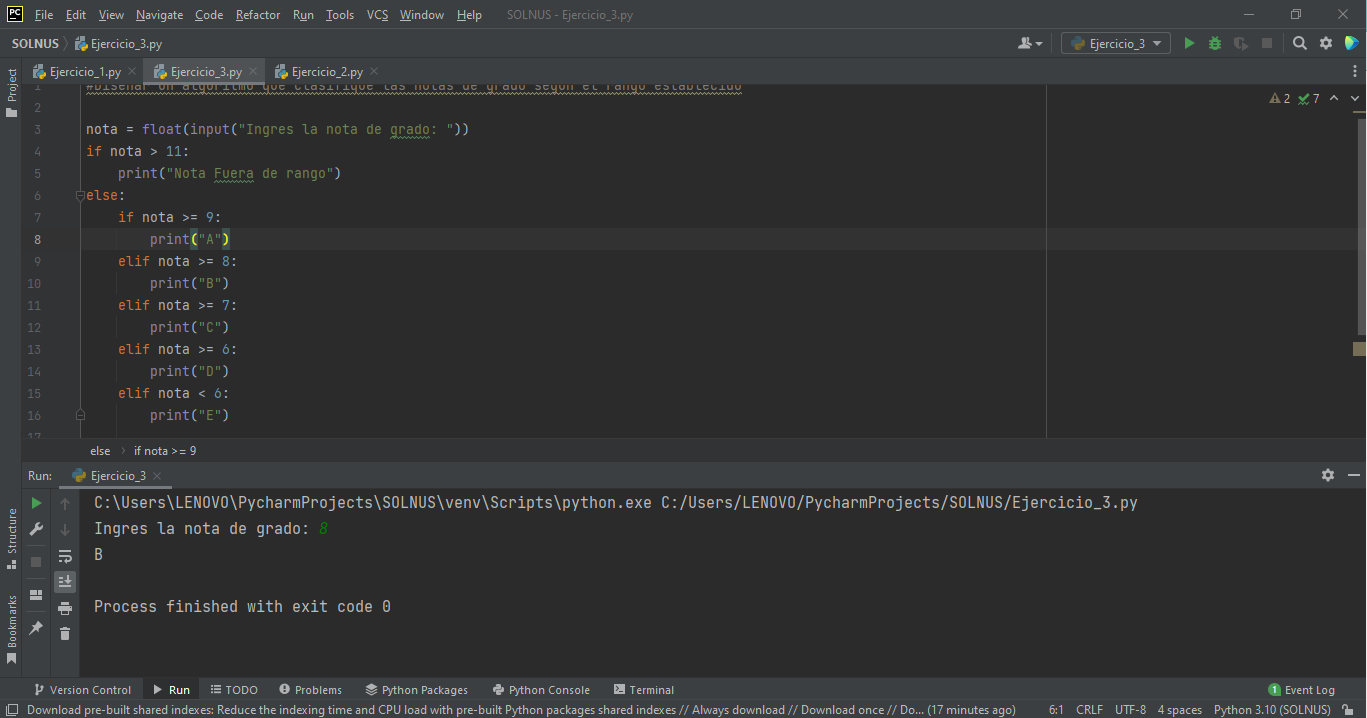 PC File Edit View Navigate Code Refactor Run Tools VCS Window Help SOLNUS - Ejercicio_3.py
SOLNUS Ejercicio_3.py Ejercicio_3
Project
Ejercicio_1.py Ejercicio_3.py Ejercicio_2.py
2 7
1 #Diseñar un algoritmo que clasifique las notas de grado según el rango establecido
2
3 nota = float(input("Ingres la nota de grado: "))
4 if nota > 11:
5 print("Nota Fuera de rango")
6 else:
7 if nota >= 9:
8 print("A")
9 elif nota >= 8:
10 print("B")
11 elif nota >= 7:
12 print("C")
13 elif nota >= 6:
14 print("D")
15 elif nota < 6:
16 print("E")
17
else if nota >= 9
Run: Ejercicio_3
C:\Users\LENOVO\PycharmProjects\SOLNUS\venv\Scripts\python.exe C:/Users/LENOVO/PycharmProjects/SOLNUS/Ejercicio_3.py
Ingres la nota de grado: 8
B
Process finished with exit code 0
Structure
Bookmarks
Version Control Run TODO Problems Python Packages Python Console Terminal 1 Event Log
Download pre-built shared indexes: Reduce the indexing time and CPU load with pre-built Python packages shared indexes // Always download // Download once // Do... (17 minutes ago) 6:1 CRLF UTF-8 4 spaces Python 3.10 (SOLNUS)